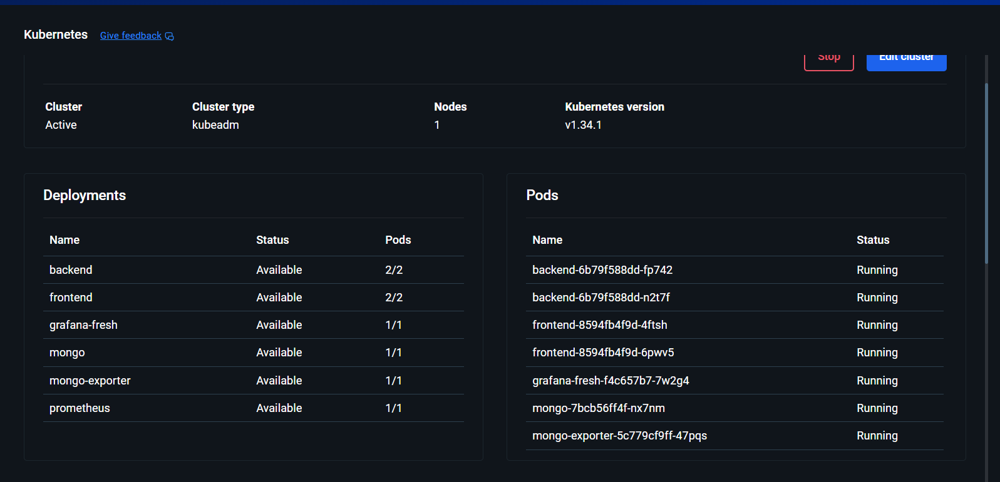 Kubernetes Give feedback
Stop Edit cluster
Cluster Cluster type Nodes Kubernetes version
Active kubeadm 1 v1.34.1
Deployments
Name Status Pods
backend Available 2/2
frontend Available 2/2
grafana-fresh Available 1/1
mongo Available 1/1
mongo-exporter Available 1/1
prometheus Available 1/1
Pods
Name Status
backend-6b79f588dd-fp742 Running
backend-6b79f588dd-n2t7f Running
frontend-8594fb4f9d-4ftsh Running
frontend-8594fb4f9d-6pwv5 Running
grafana-fresh-f4c657b7-7w2g4 Running
mongo-7bcb56ff4f-nx7nm Running
mongo-exporter-5c779cf9ff-47pqs Running